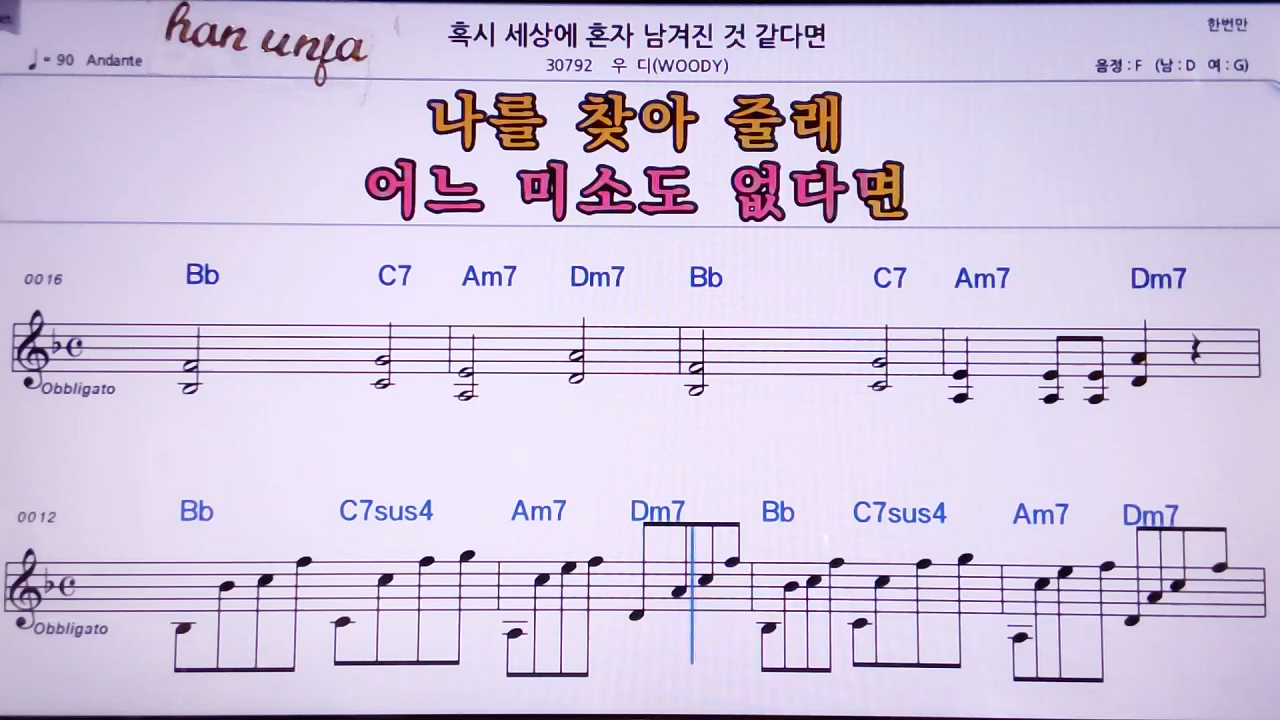 han unfa
혹시 세상에 혼자 남겨진 것 같다면
한번만
♩= 90 Andante
30792 우 디(WOODY)
음정 : F (남 : D 여 : G)
나를 찾아 줄래
어느 미소도 없다면
0016
Bb C7 Am7 Dm7 Bb C7 Am7 Dm7
Obbligato
0012
Bb C7sus4 Am7 Dm7 Bb C7sus4 Am7 Dm7
Obbligato